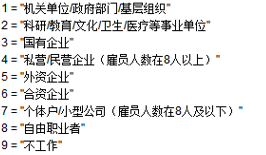 1 = "机关单位/政府部门/基层组织"
2 = "科研/教育/文化/卫生/医疗等事业单位"
3 = "国有企业"
4 = "私营/民营企业（雇员人数在8人以上）"
5 = "外资企业"
6 = "合资企业"
7 = "个体户/小型公司（雇员人数在8人及以下）"
8 = "自由职业者"
9 = "不工作"